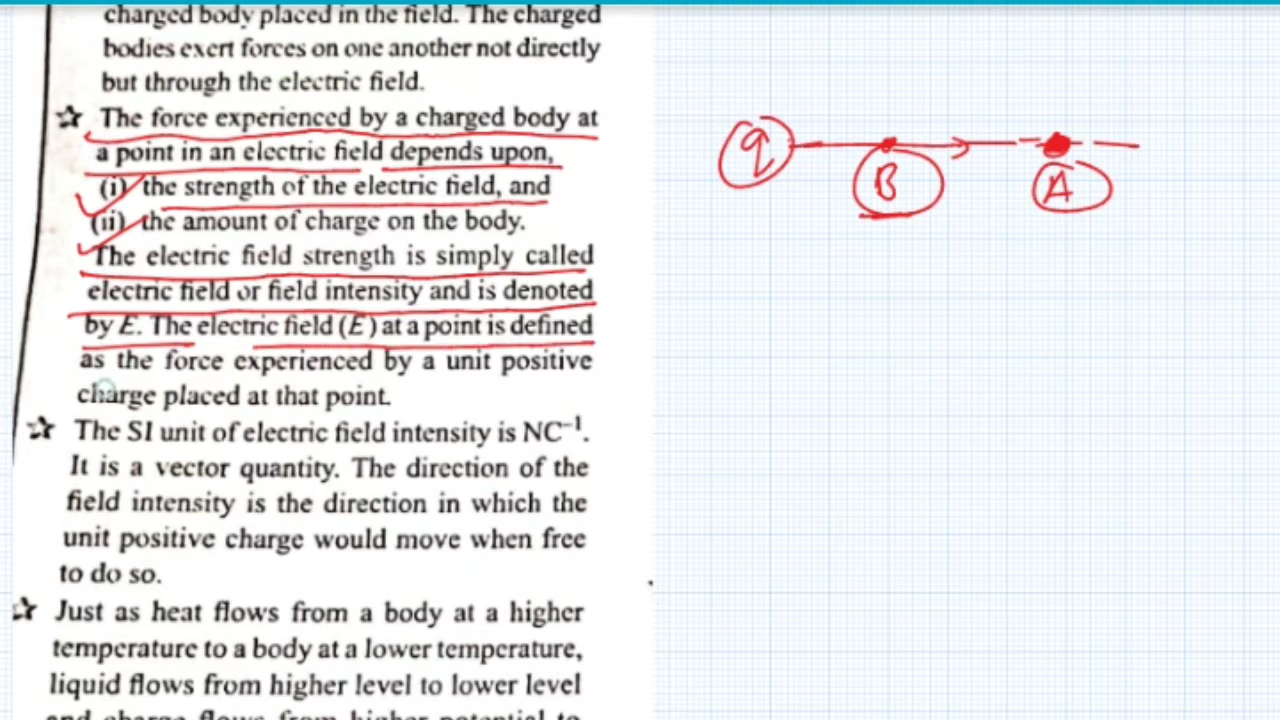 charged body placed in the field. The charged
bodies exert forces on one another not directly
but through the electric field.
☆ The force experienced by a charged body at
a point in an electric field depends upon,
(i) the strength of the electric field, and
(ii) the amount of charge on the body.
The electric field strength is simply called
electric field or field intensity and is denoted
by E. The electric field (E) at a point is defined
as the force experienced by a unit positive
charge placed at that point.
☆ The SI unit of electric field intensity is NC⁻¹.
It is a vector quantity. The direction of the
field intensity is the direction in which the
unit positive charge would move when free
to do so.
☆ Just as heat flows from a body at a higher
temperature to a body at a lower temperature,
liquid flows from higher level to lower level
and charge flows from higher potential to
q
B
A